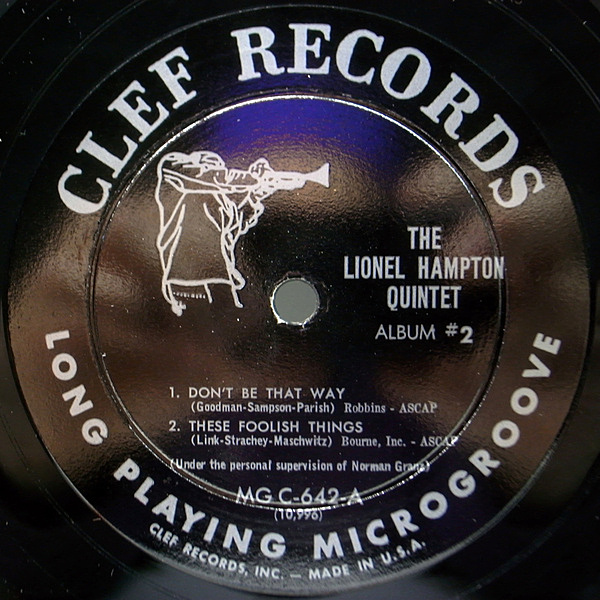 CLEF RECORDS
THE
LIONEL HAMPTON
QUINTET
ALBUM #2
1. DON'T BE THAT WAY
(Goodman-Sampson-Parish) Robbins - ASCAP
2. THESE FOOLISH THINGS
(Link-Strachey-Maschwitz) Bourne, Inc. - ASCAP
(Under the personal supervision of Norman Granz)
MG C-642-A
(10,996)
LONG PLAYING MICROGROOVE
CLEF RECORDS, INC. — MADE IN U.S.A.